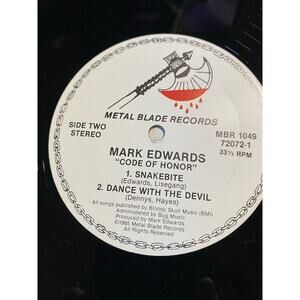 METAL BLADE RECORDS
SIDE TWO
STEREO
MBR 1049
72072-1
33⅓ RPM
MARK EDWARDS
"CODE OF HONOR"
1. SNAKEBITE
(Edwards, Lisegang)
2. DANCE WITH THE DEVIL
(Dennys, Hayes)
All songs published by Bloody Skull Music (BMI)
Administered by Bug Music
Produced by Mark Edwards
©1985 Metal Blade Records
All Rights Reserved